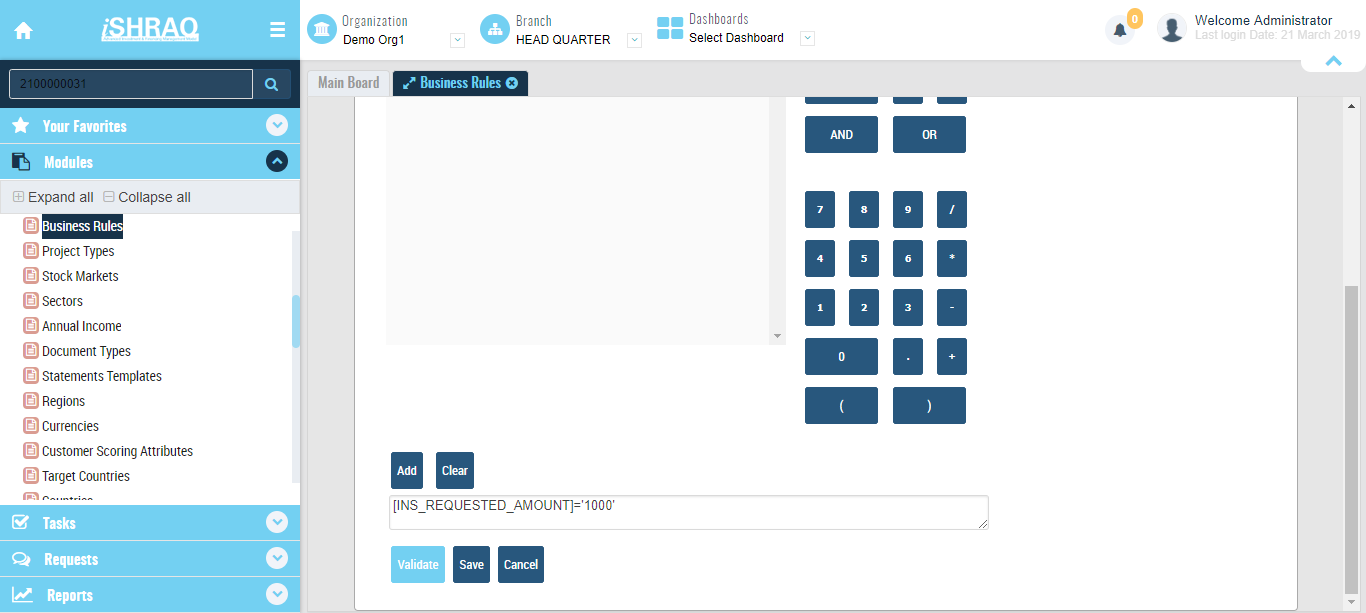 iSHRAQ
Organization
Demo Org1
Branch
HEAD QUARTER
Dashboards
Select Dashboard
0
Welcome Administrator
Last login Date: 21 March 2019
2100000031
Your Favorites
Modules
Expand all
Collapse all
Business Rules
Project Types
Stock Markets
Sectors
Annual Income
Document Types
Statements Templates
Regions
Currencies
Customer Scoring Attributes
Target Countries
Countries
Tasks
Requests
Reports
Main Board
Business Rules
AND OR
7 8 9 /
4 5 6 *
1 2 3 -
0 . +
( )
Add Clear
[INS_REQUESTED_AMOUNT]='1000'
Validate Save Cancel